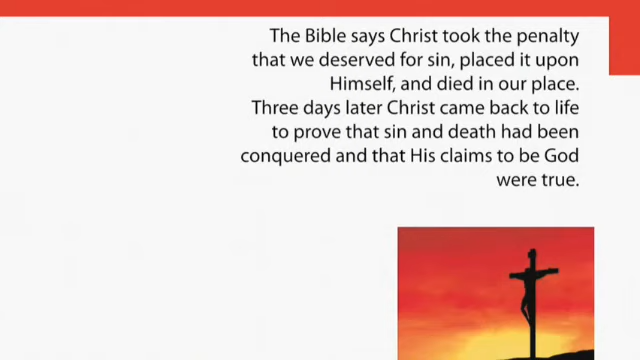 The Bible says Christ took the penalty
that we deserved for sin, placed it upon
Himself, and died in our place.
Three days later Christ came back to life
to prove that sin and death had been
conquered and that His claims to be God
were true.